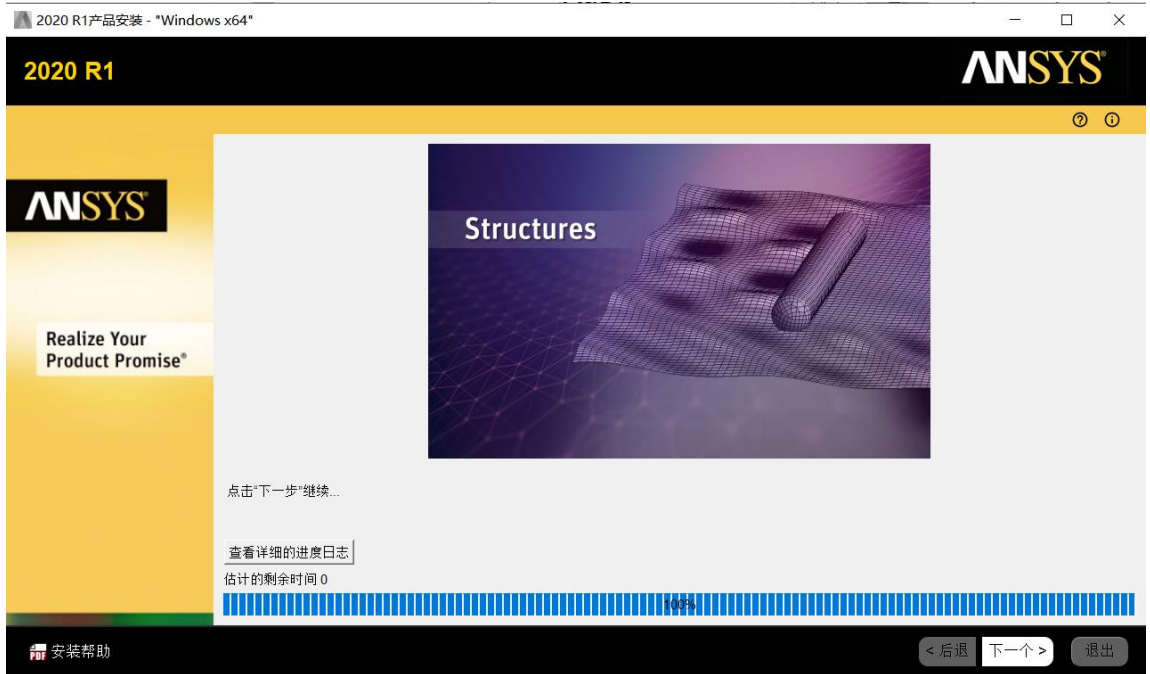 2020 R1产品安装 - "Windows x64"
2020 R1
ANSYS®
ANSYS®
Structures
Realize Your
Product Promise®
点击“下一步”继续...
查看详细的进度日志
估计的剩余时间 0
100%
安装帮助
< 后退
下一个 >
退出